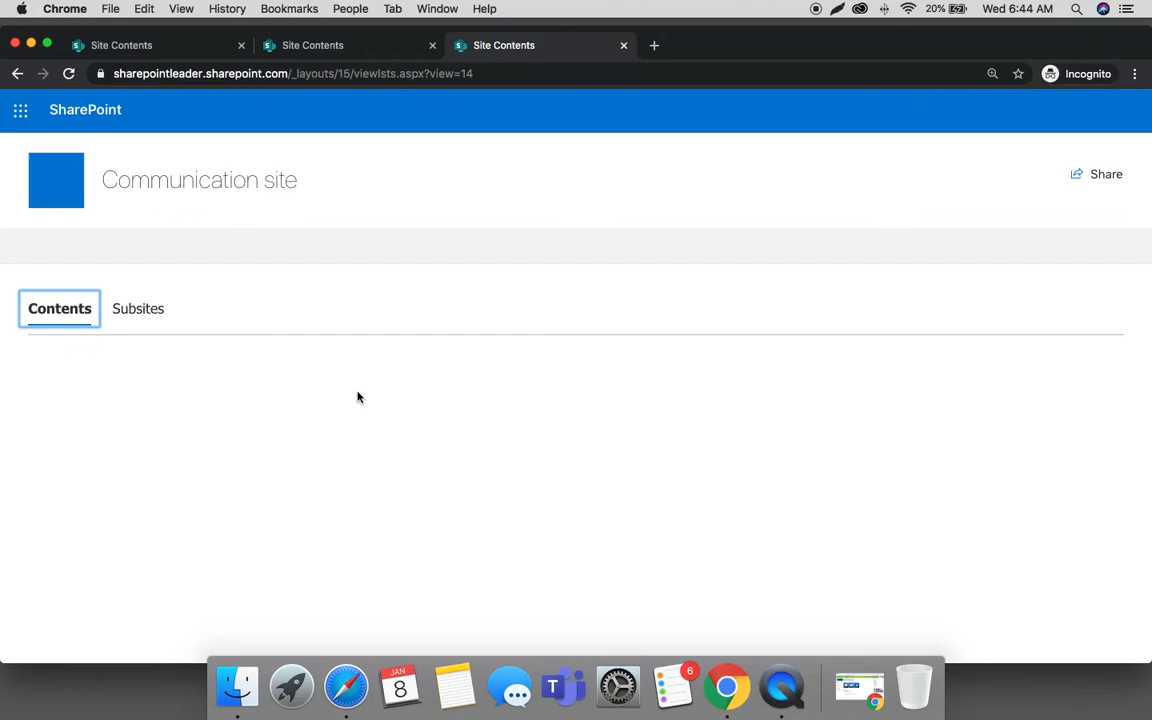 Chrome File Edit View History Bookmarks People Tab Window Help 20% Wed 6:44 AM
Site Contents Site Contents Site Contents
sharepointleader.sharepoint.com/_layouts/15/viewlsts.aspx?view=14 Incognito
SharePoint
Communication site
Share
Contents Subsites
JAN
8
T
6